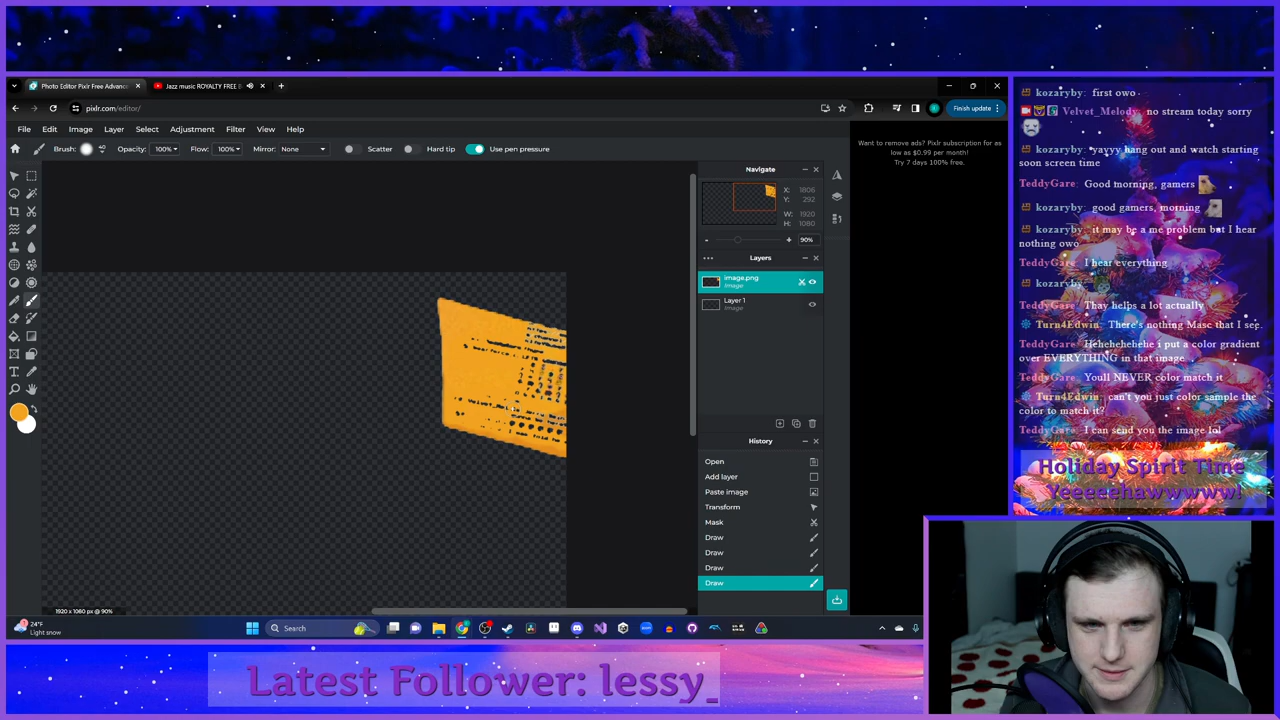 Photo Editor Pixlr Free Advanc
Jazz music ROYALTY FREE B
pixlr.com/editor/
Finish update
File Edit Image Layer Select Adjustment Filter View Help
Brush: 40 Opacity: 100% Flow: 100% Mirror: None Scatter Hard tip Use pen pressure
Want to remove ads? Pixlr subscription for as
low as $0.99 per month!
Try 7 days 100% free.
Navigate
X: 1806
Y: 292
W: 1920
H: 1080
90%
Layers
image.png
Image
Layer 1
Image
History
Open
Add layer
Paste image
Transform
Mask
Draw
Draw
Draw
Draw
1920 x 1080 px @ 90%
24°F
Light snow
Search
kozaryby: first owo
Velvet_Melody: no stream today sorry
kozaryby: yayyy hang out and watch starting
soon screen time
TeddyGare: Good morning, gamers
kozaryby: good gamers, morning
kozaryby: it may be a me problem but I hear
nothing owo
TeddyGare: I hear everything
kozaryby:
TeddyGare: Thay helps a lot actually
Turn4Edwin: There's nothing Masc that I see.
TeddyGare: Hehehehehe i put a color gradient
over EVERYTHING in that image
TeddyGare: Youll NEVER color match it
Turn4Edwin: can't you just color sample the
color to match it?
TeddyGare: I can send you the image lol
Holiday Spirit Time
Yeeeeehawwwww!
Latest Follower: lessy_